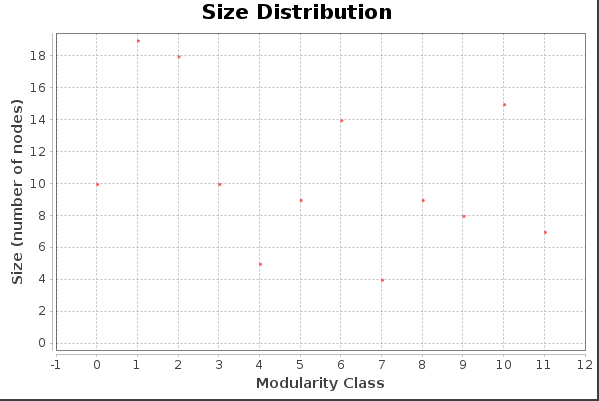 Size Distribution
Size (number of nodes)
18
16
14
12
10
8
6
4
2
0
-1 0 1 2 3 4 5 6 7 8 9 10 11 12
Modularity Class